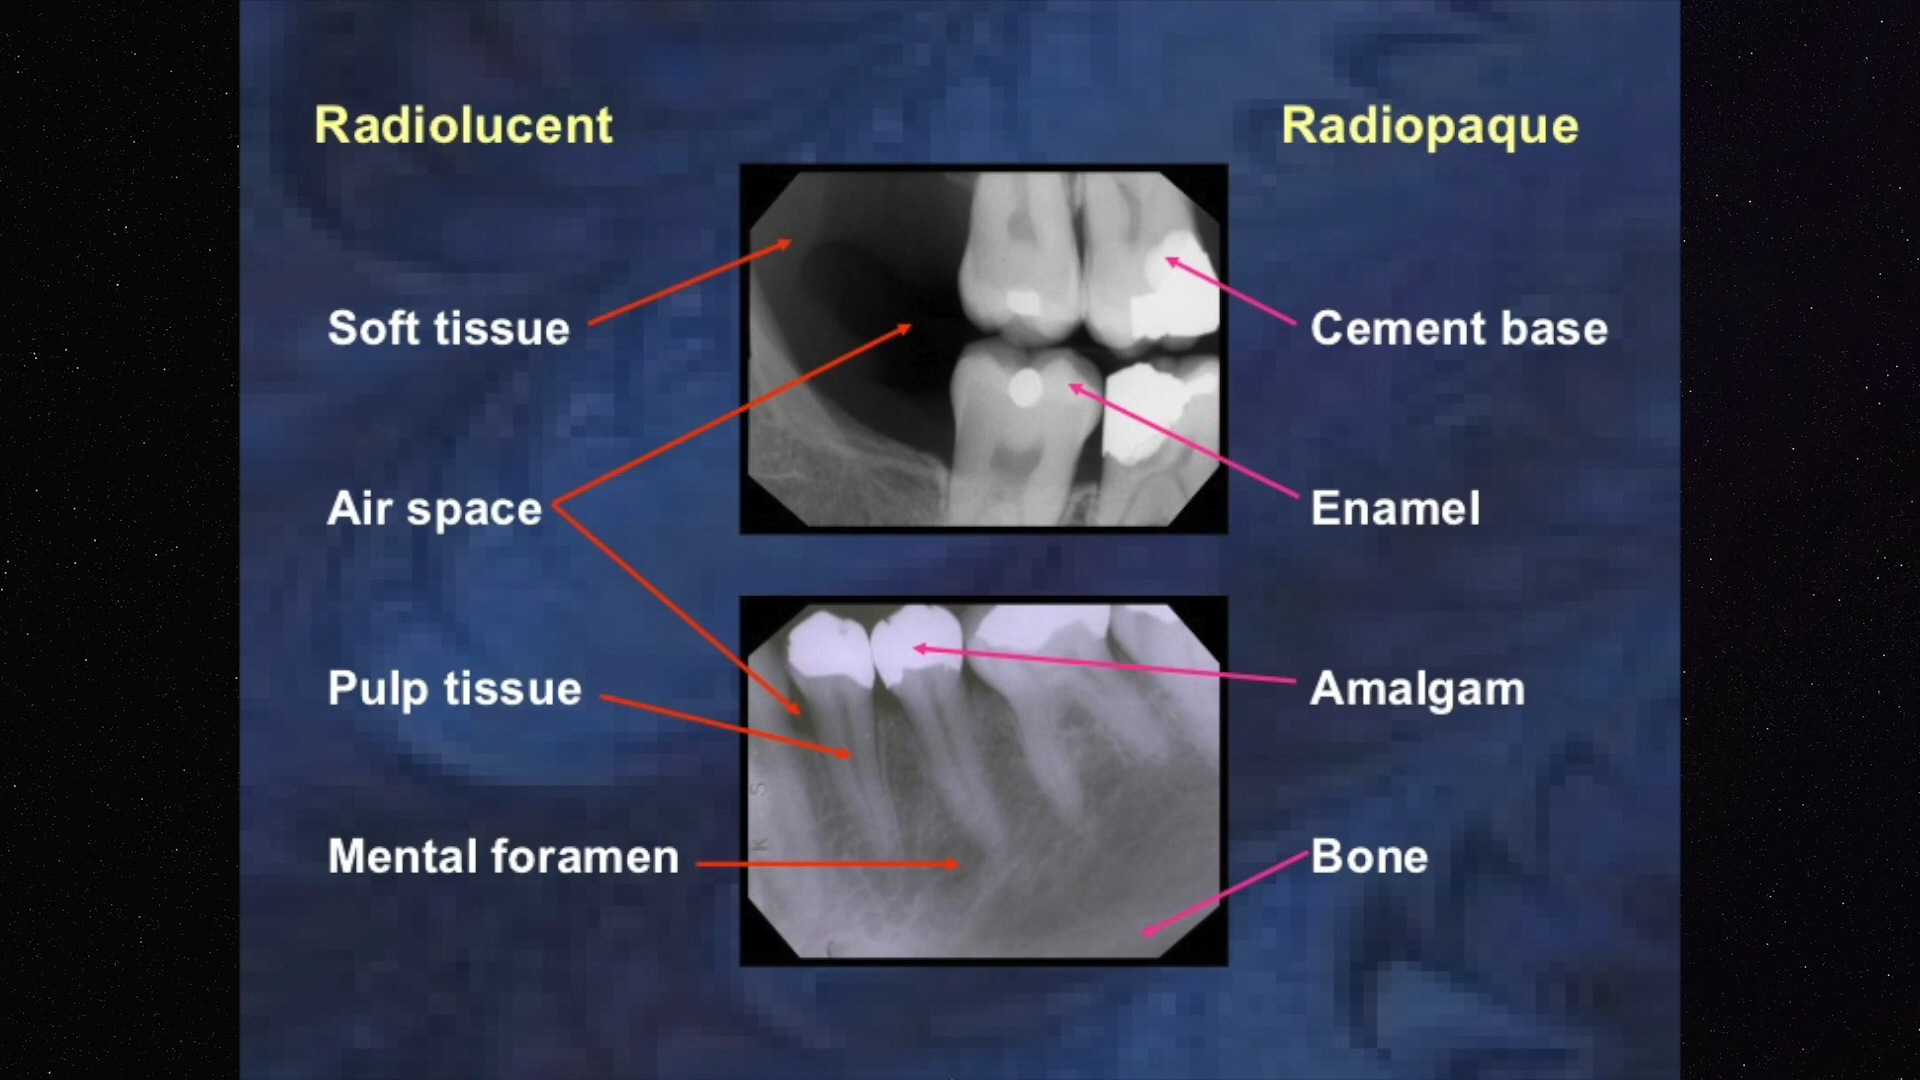 Radiolucent
Radiopaque
Soft tissue
Cement base
Air space
Enamel
Pulp tissue
Amalgam
Mental foramen
Bone